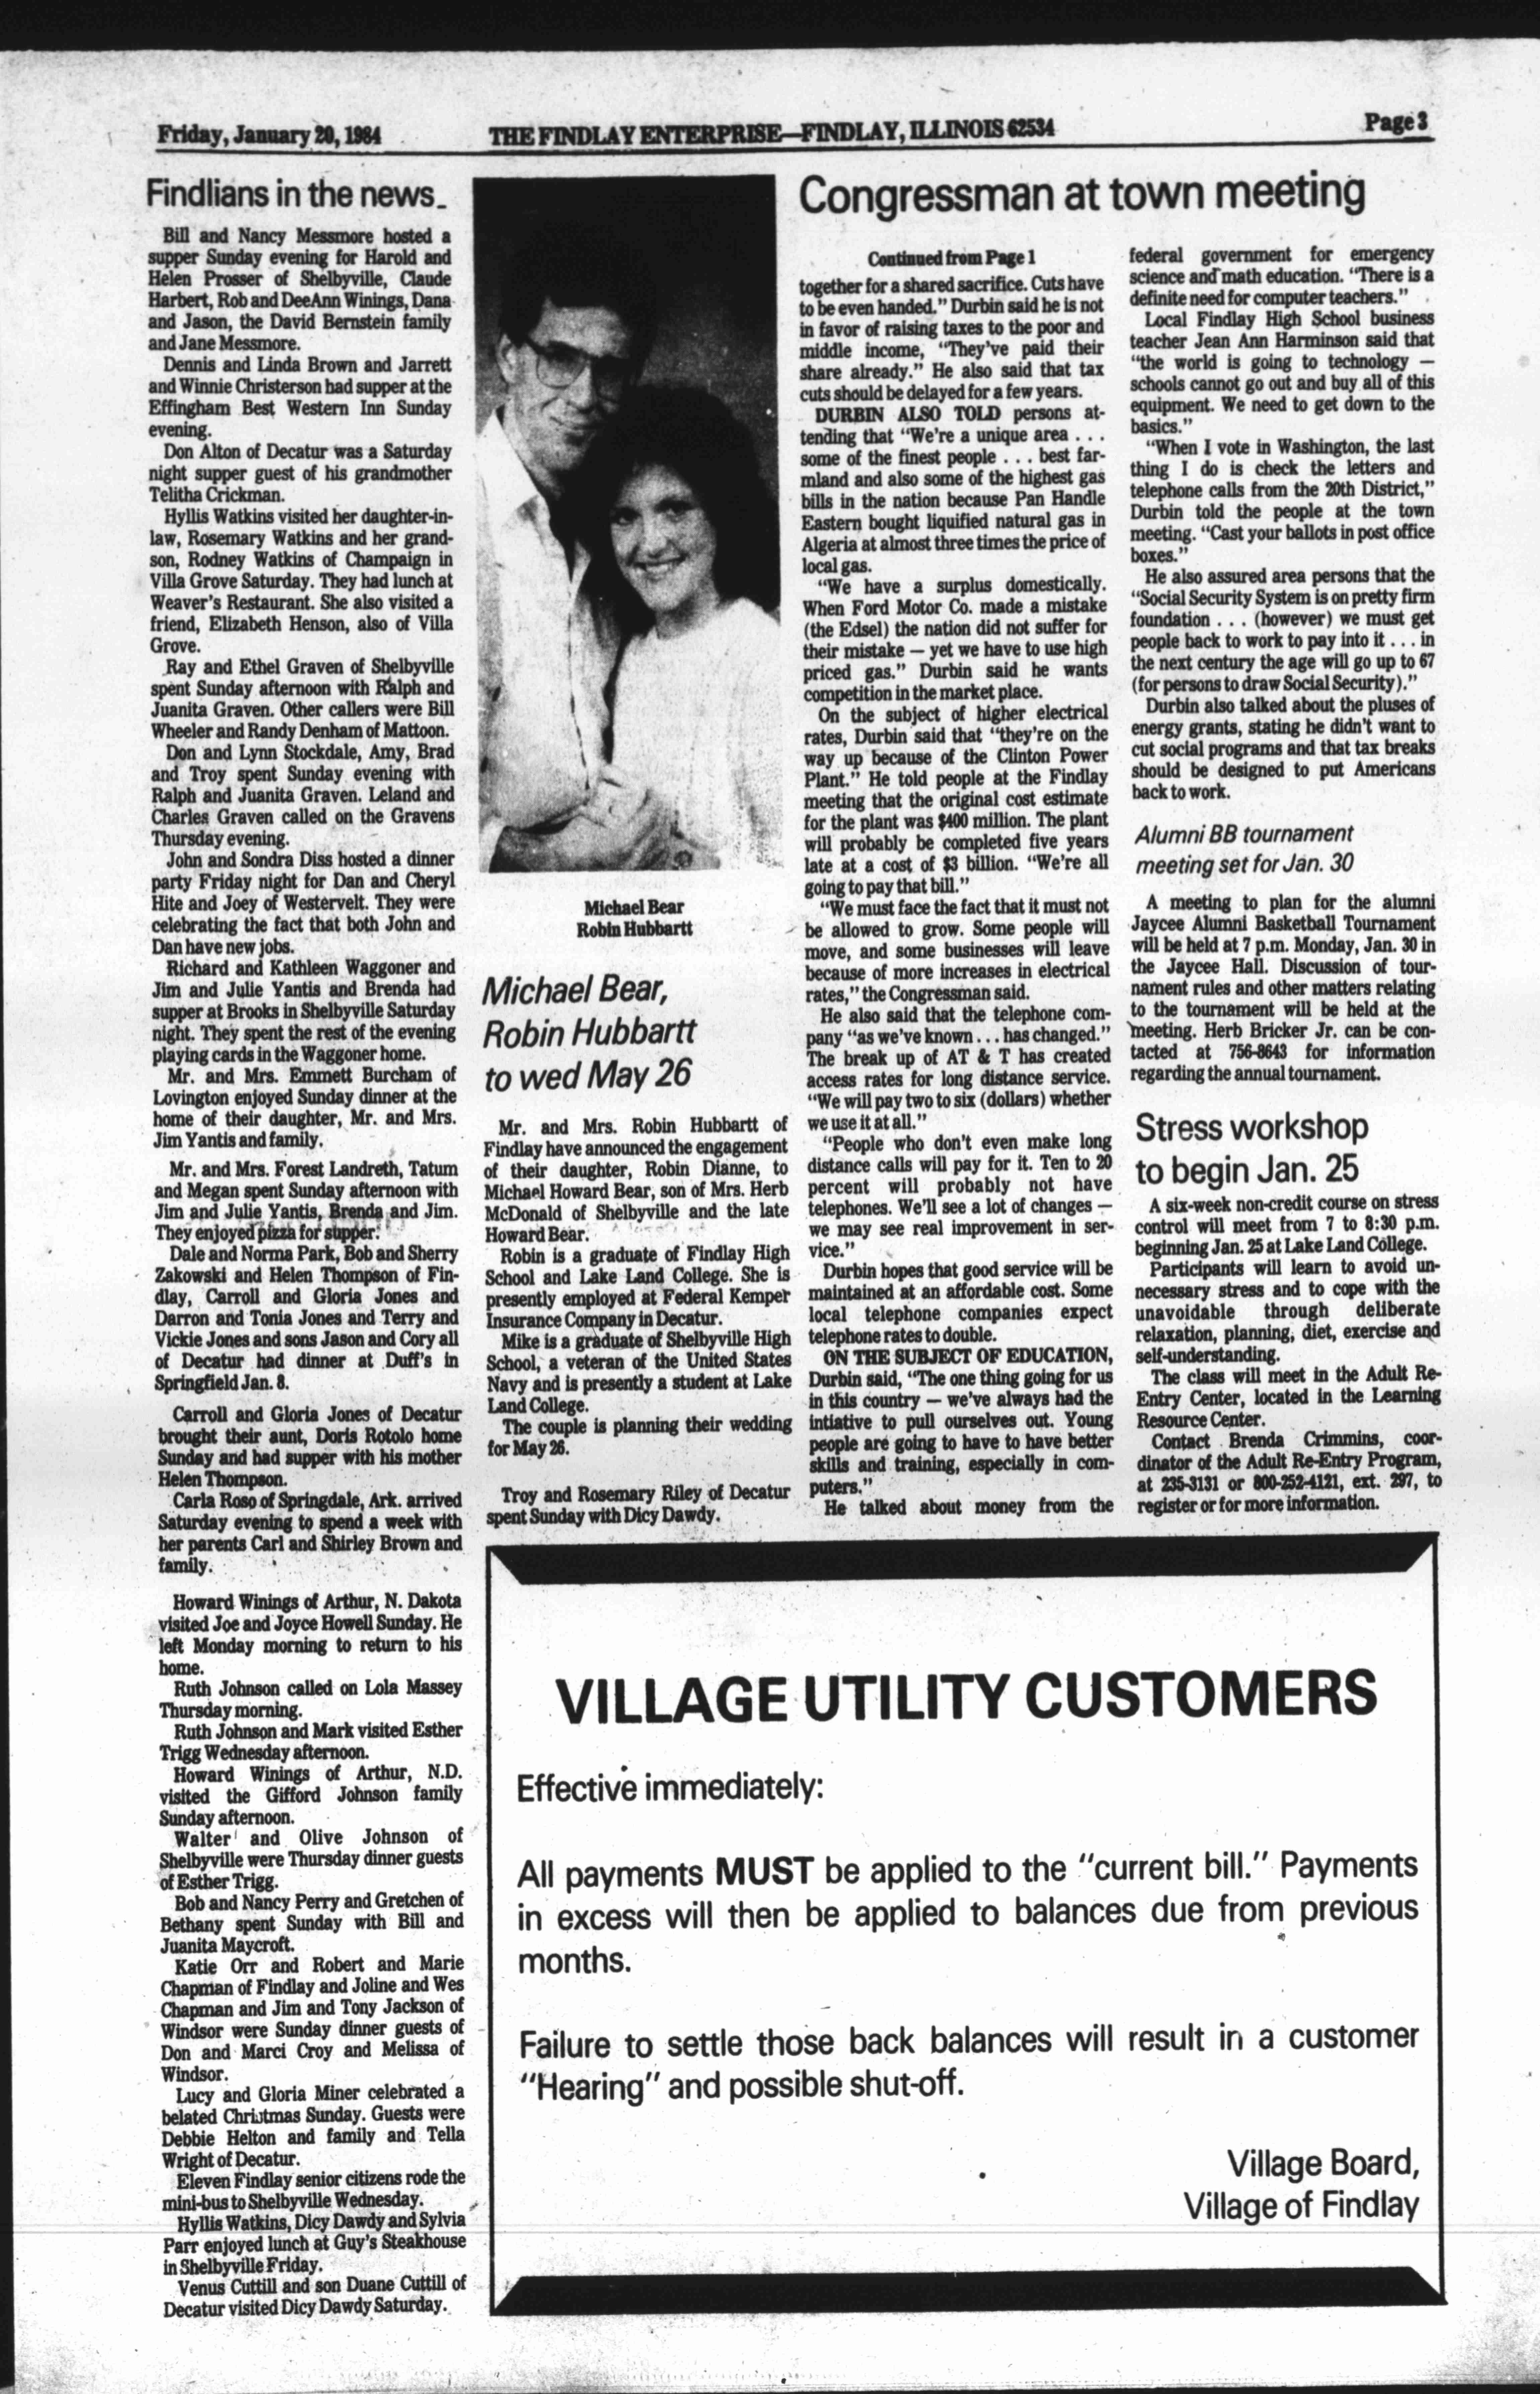 Friday, January 20, 1984
THE FINDLAY ENTERPRISE—FINDLAY, ILLINOIS 62534
Page 3
Findlians in the news
Bill and Nancy Messmore hosted a
supper Sunday evening for Harold and
Helen Prosser of Shelbyville, Claude
Harbert, Rob and DeeAnn Winings, Dana
and Jason, the David Bernstein family
and Jane Messmore.
Dennis and Linda Brown and Jarrett
and Winnie Christerson had supper at the
Effingham Best Western Inn Sunday
evening.
Don Alton of Decatur was a Saturday
night supper guest of his grandmother
Telitha Crickman.
Hyllis Watkins visited her daughter-in-
law, Rosemary Watkins and her grand-
son, Rodney Watkins of Champaign in
Villa Grove Saturday. They had lunch at
Weaver's Restaurant. She also visited a
friend, Elizabeth Henson, also of Villa
Grove.
Ray and Ethel Graven of Shelbyville
spent Sunday afternoon with Ralph and
Juanita Graven. Other callers were Bill
Wheeler and Randy Denham of Mattoon.
Don and Lynn Stockdale, Amy, Brad
and Troy spent Sunday evening with
Ralph and Juanita Graven. Leland and
Charles Graven called on the Gravens
Thursday evening.
John and Sondra Diss hosted a dinner
party Friday night for Dan and Cheryl
Hite and Joey of Westervelt. They were
celebrating the fact that both John and
Dan have new jobs.
Richard and Kathleen Waggoner and
Jim and Julie Yantis and Brenda had
supper at Brooks in Shelbyville Saturday
night. They spent the rest of the evening
playing cards in the Waggoner home.
Mr. and Mrs. Emmett Burcham of
Lovington enjoyed Sunday dinner at the
home of their daughter, Mr. and Mrs.
Jim Yantis and family.
Mr. and Mrs. Forest Landreth, Tatum
and Megan spent Sunday afternoon with
Jim and Julie Yantis, Brenda and Jim.
They enjoyed pizza for supper.
Dale and Norma Park, Bob and Sherry
Zakowski and Helen Thompson of Fin-
dlay, Carroll and Gloria Jones and
Darron and Tonia Jones and Terry and
Vickie Jones and sons Jason and Cory all
of Decatur had dinner at Duff's in
Springfield Jan. 8.
Carroll and Gloria Jones of Decatur
brought their aunt, Doris Rotolo home
Sunday and had supper with his mother
Helen Thompson.
Carla Roso of Springdale, Ark. arrived
Saturday evening to spend a week with
her parents Carl and Shirley Brown and
family.
Howard Winings of Arthur, N. Dakota
visited Joe and Joyce Howell Sunday. He
left Monday morning to return to his
home.
Ruth Johnson called on Lola Massey
Thursday morning.
Ruth Johnson and Mark visited Esther
Trigg Wednesday afternoon.
Howard Winings of Arthur, N.D.
visited the Gifford Johnson family
Sunday afternoon.
Walter and Olive Johnson of
Shelbyville were Thursday dinner guests
of Esther Trigg.
Bob and Nancy Perry and Gretchen of
Bethany spent Sunday with Bill and
Juanita Maycroft.
Katie Orr and Robert and Marie
Chapman of Findlay and Joline and Wes
Chapman and Jim and Tony Jackson of
Windsor were Sunday dinner guests of
Don and Marci Croy and Melissa of
Windsor.
Lucy and Gloria Miner celebrated a
belated Christmas Sunday. Guests were
Debbie Helton and family and Tella
Wright of Decatur.
Eleven Findlay senior citizens rode the
mini-bus to Shelbyville Wednesday.
Hyllis Watkins, Dicy Dawdy and Sylvia
Parr enjoyed lunch at Guy's Steakhouse
in Shelbyville Friday.
Venus Cuttill and son Duane Cuttill of
Decatur visited Dicy Dawdy Saturday.
Michael Bear
Robin Hubbartt
Michael Bear,
Robin Hubbartt
to wed May 26
Mr. and Mrs. Robin Hubbartt of
Findlay have announced the engagement
of their daughter, Robin Dianne, to
Michael Howard Bear, son of Mrs. Herb
McDonald of Shelbyville and the late
Howard Bear.
Robin is a graduate of Findlay High
School and Lake Land College. She is
presently employed at Federal Kemper
Insurance Company in Decatur.
Mike is a graduate of Shelbyville High
School, a veteran of the United States
Navy and is presently a student at Lake
Land College.
The couple is planning their wedding
for May 26.
Troy and Rosemary Riley of Decatur
spent Sunday with Dicy Dawdy.
Congressman at town meeting
Continued from Page 1
together for a shared sacrifice. Cuts have
to be even handed." Durbin said he is not
in favor of raising taxes to the poor and
middle income, "They've paid their
share already." He also said that tax
cuts should be delayed for a few years.
DURBIN ALSO TOLD persons at-
tending that "We're a unique area . . .
some of the finest people . . . best far-
mland and also some of the highest gas
bills in the nation because Pan Handle
Eastern bought liquified natural gas in
Algeria at almost three times the price of
local gas.
"We have a surplus domestically.
When Ford Motor Co. made a mistake
(the Edsel) the nation did not suffer for
their mistake — yet we have to use high
priced gas." Durbin said he wants
competition in the market place.
On the subject of higher electrical
rates, Durbin said that "they're on the
way up because of the Clinton Power
Plant." He told people at the Findlay
meeting that the original cost estimate
for the plant was $400 million. The plant
will probably be completed five years
late at a cost of $3 billion. "We're all
going to pay that bill."
"We must face the fact that it must not
be allowed to grow. Some people will
move, and some businesses will leave
because of more increases in electrical
rates," the Congressman said.
He also said that the telephone com-
pany "as we've known . . . has changed."
The break up of AT & T has created
access rates for long distance service.
"We will pay two to six (dollars) whether
we use it at all."
"People who don't even make long
distance calls will pay for it. Ten to 20
percent will probably not have
telephones. We'll see a lot of changes —
we may see real improvement in ser-
vice."
Durbin hopes that good service will be
maintained at an affordable cost. Some
local telephone companies expect
telephone rates to double.
ON THE SUBJECT OF EDUCATION,
Durbin said, "The one thing going for us
in this country — we've always had the
intiative to pull ourselves out. Young
people are going to have to have better
skills and training, especially in com-
puters."
He talked about money from the
federal government for emergency
science and math education. "There is a
definite need for computer teachers."
Local Findlay High School business
teacher Jean Ann Harminson said that
"the world is going to technology —
schools cannot go out and buy all of this
equipment. We need to get down to the
basics."
"When I vote in Washington, the last
thing I do is check the letters and
telephone calls from the 20th District,"
Durbin told the people at the town
meeting. "Cast your ballots in post office
boxes."
He also assured area persons that the
"Social Security System is on pretty firm
foundation . . . (however) we must get
people back to work to pay into it . . . in
the next century the age will go up to 67
(for persons to draw Social Security)."
Durbin also talked about the pluses of
energy grants, stating he didn't want to
cut social programs and that tax breaks
should be designed to put Americans
back to work.
Alumni BB tournament
meeting set for Jan. 30
A meeting to plan for the alumni
Jaycee Alumni Basketball Tournament
will be held at 7 p.m. Monday, Jan. 30 in
the Jaycee Hall. Discussion of tour-
nament rules and other matters relating
to the tournament will be held at the
meeting. Herb Bricker Jr. can be con-
tacted at 756-8643 for information
regarding the annual tournament.
Stress workshop
to begin Jan. 25
A six-week non-credit course on stress
control will meet from 7 to 8:30 p.m.
beginning Jan. 25 at Lake Land College.
Participants will learn to avoid un-
necessary stress and to cope with the
unavoidable through deliberate
relaxation, planning, diet, exercise and
self-understanding.
The class will meet in the Adult Re-
Entry Center, located in the Learning
Resource Center.
Contact Brenda Crimmins, coor-
dinator of the Adult Re-Entry Program,
at 235-3131 or 800-252-4121, ext. 297, to
register or for more information.
VILLAGE UTILITY CUSTOMERS
Effective immediately:
All payments MUST be applied to the "current bill." Payments
in excess will then be applied to balances due from previous
months.
Failure to settle those back balances will result in a customer
"Hearing" and possible shut-off.
Village Board,
Village of Findlay